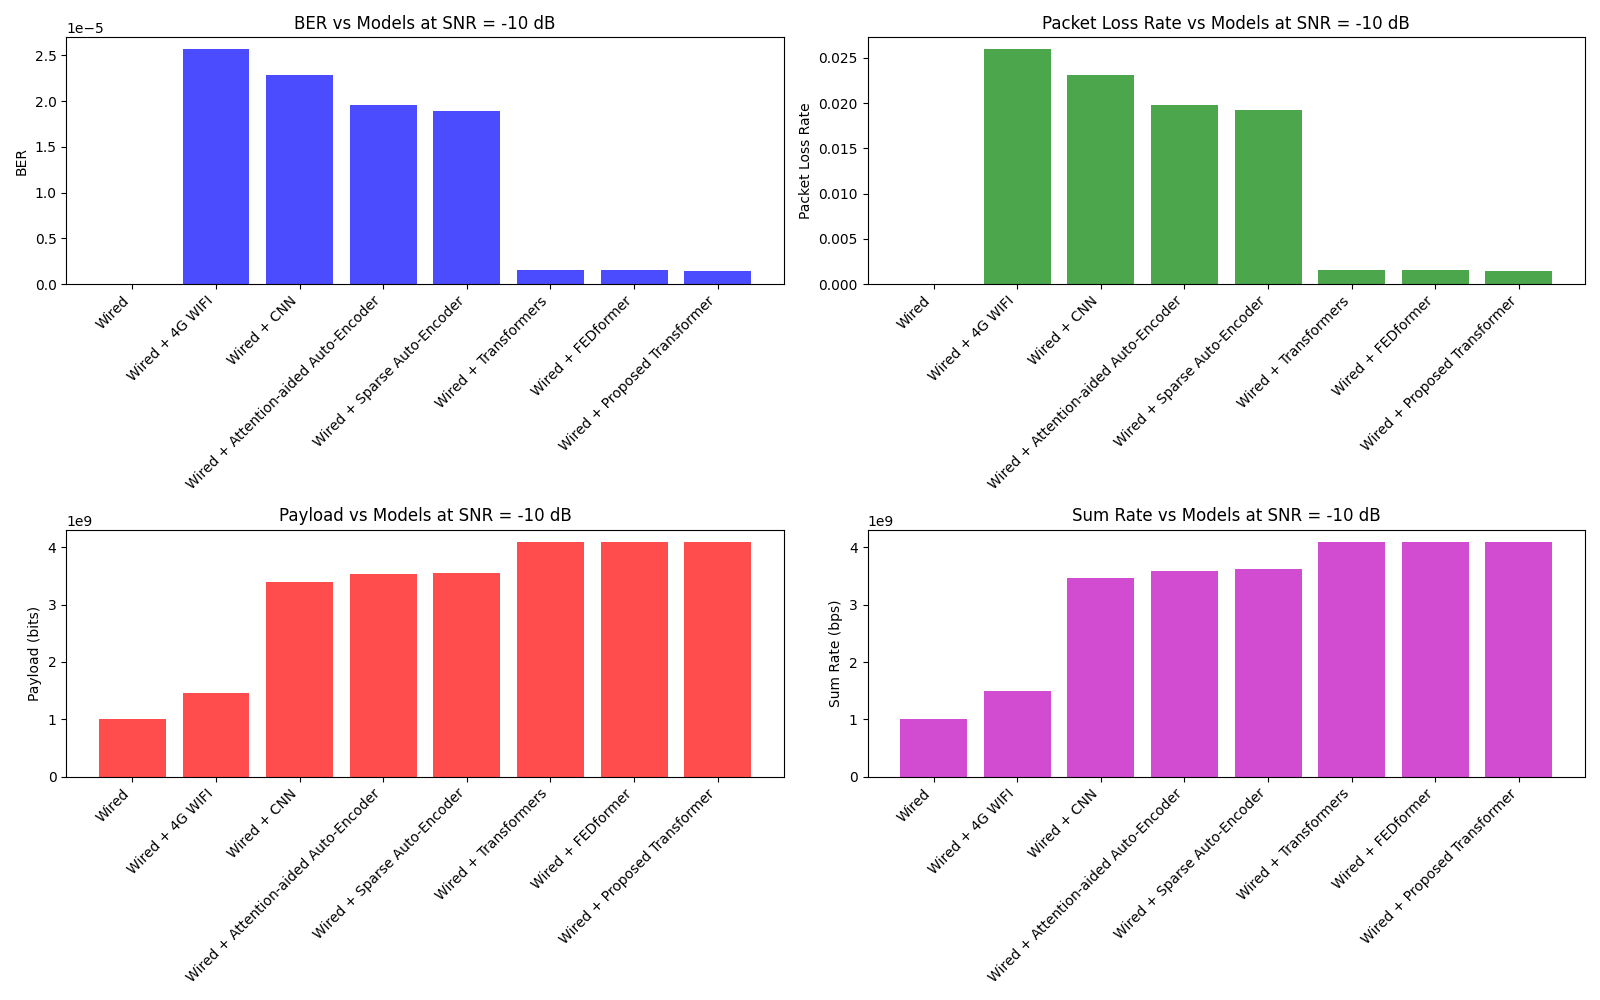 BER vs Models at SNR = -10 dB
1e−5
BER
2.5
2.0
1.5
1.0
0.5
0.0
Wired
Wired + 4G WIFI
Wired + CNN
Wired + Attention-aided Auto-Encoder
Wired + Sparse Auto-Encoder
Wired + Transformers
Wired + FEDformer
Wired + Proposed Transformer
Packet Loss Rate vs Models at SNR = -10 dB
Packet Loss Rate
0.025
0.020
0.015
0.010
0.005
0.000
Wired
Wired + 4G WIFI
Wired + CNN
Wired + Attention-aided Auto-Encoder
Wired + Sparse Auto-Encoder
Wired + Transformers
Wired + FEDformer
Wired + Proposed Transformer
Payload vs Models at SNR = -10 dB
1e9
Payload (bits)
4
3
2
1
0
Wired
Wired + 4G WIFI
Wired + CNN
Wired + Attention-aided Auto-Encoder
Wired + Sparse Auto-Encoder
Wired + Transformers
Wired + FEDformer
Wired + Proposed Transformer
Sum Rate vs Models at SNR = -10 dB
1e9
Sum Rate (bps)
4
3
2
1
0
Wired
Wired + 4G WIFI
Wired + CNN
Wired + Attention-aided Auto-Encoder
Wired + Sparse Auto-Encoder
Wired + Transformers
Wired + FEDformer
Wired + Proposed Transformer